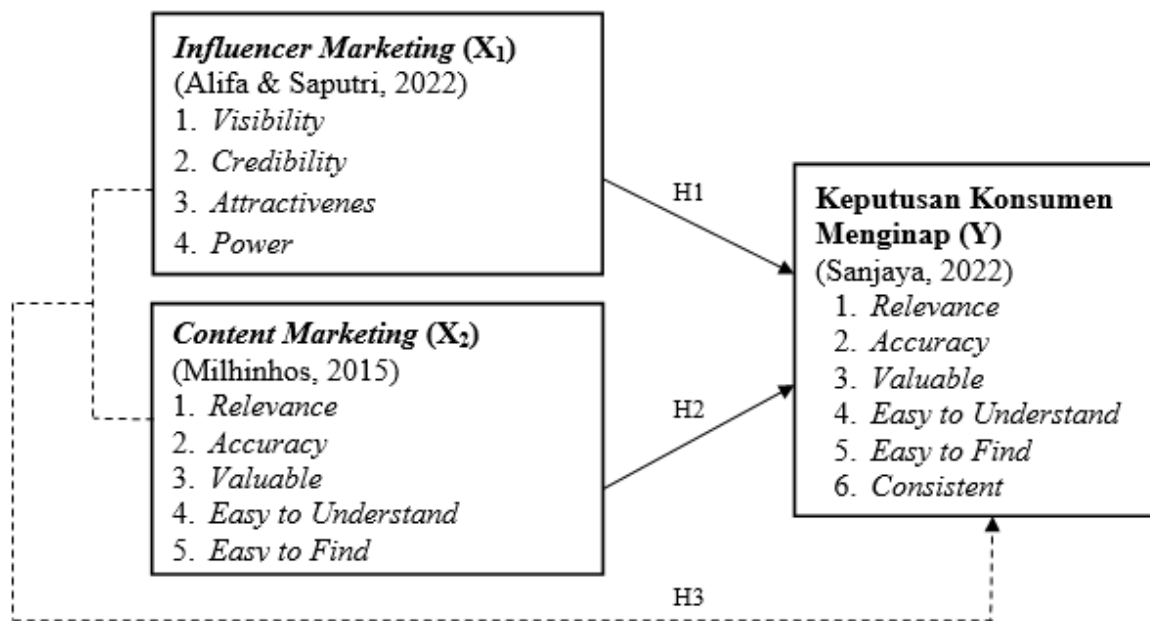 Influencer Marketing (X₁)
(Alifa & Saputri, 2022)
1. Visibility
2. Credibility
3. Attractivenes
4. Power
Content Marketing (X₂)
(Milhinhos, 2015)
1. Relevance
2. Accuracy
3. Valuable
4. Easy to Understand
5. Easy to Find
H1
H2
H3
Keputusan Konsumen
Menginap (Y)
(Sanjaya, 2022)
1. Relevance
2. Accuracy
3. Valuable
4. Easy to Understand
5. Easy to Find
6. Consistent